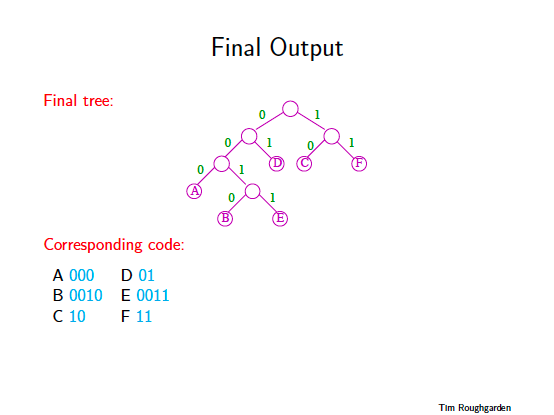 Final Output
Final tree:
0 1
0 1 0 1
0 1 D C F
A 0 1
B E
Corresponding code:
A 000 D 01
B 0010 E 0011
C 10 F 11
Tim Roughgarden